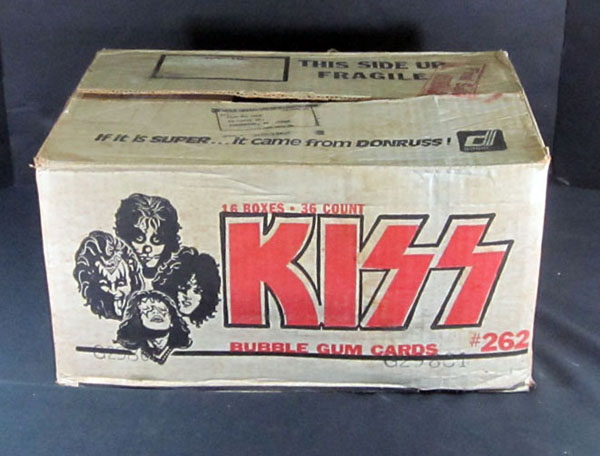 THIS SIDE UP
FRAGILE
If it is SUPER...it came from DONRUSS!
16 BOXES • 36 COUNT
KISS
BUBBLE GUM CARDS
#262